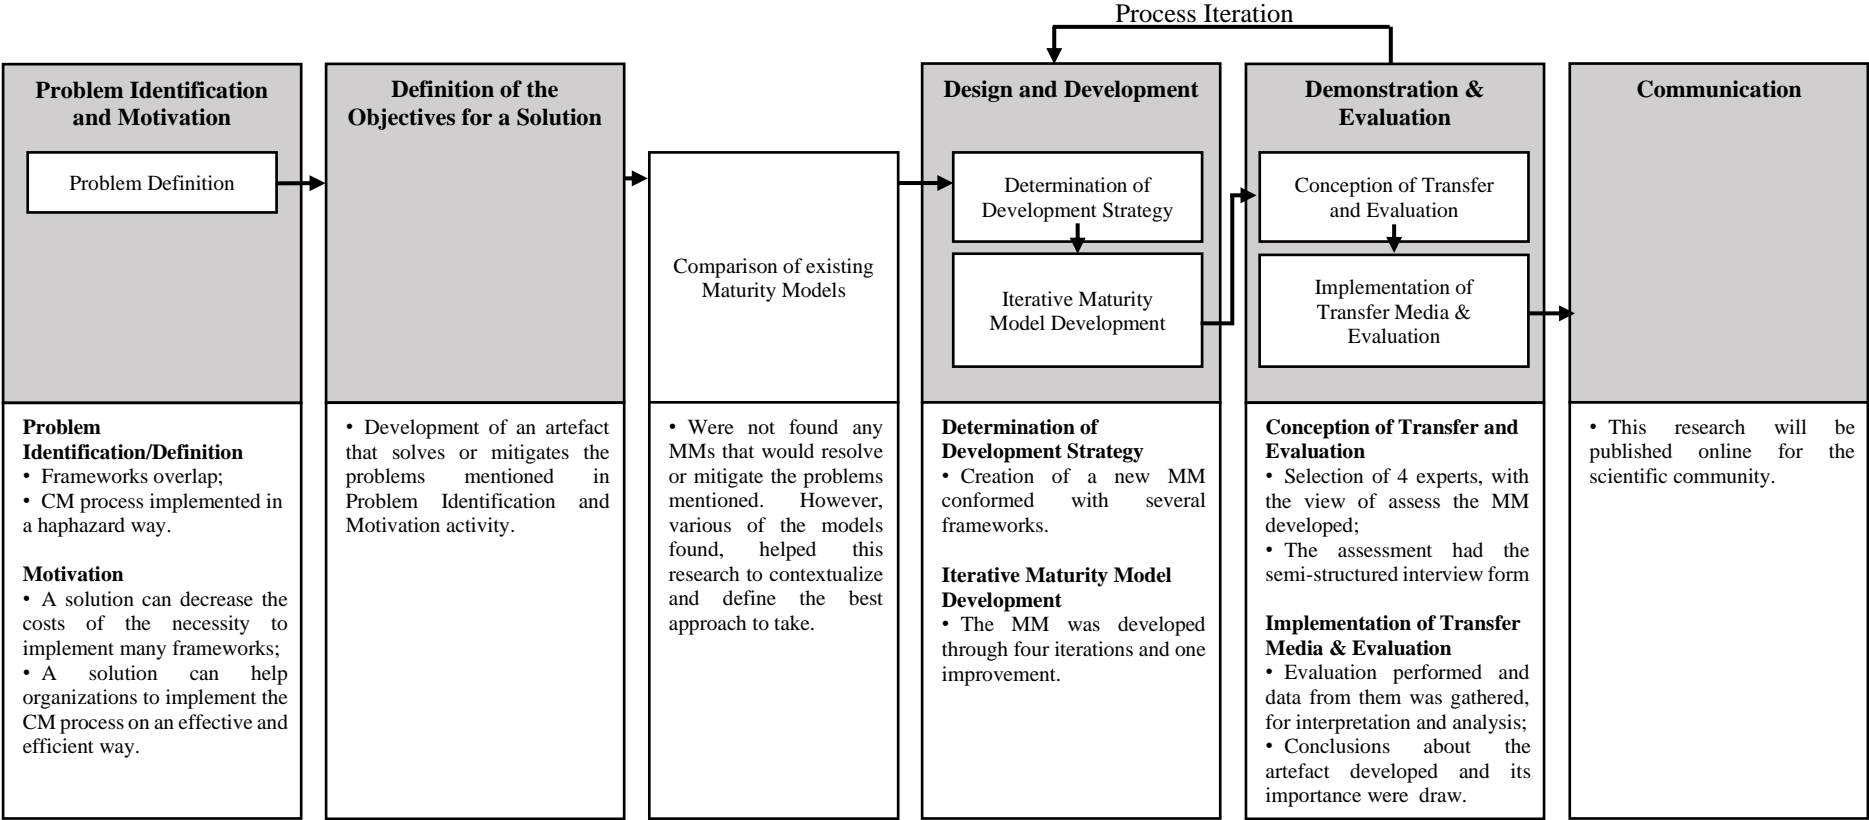 Process Iteration
Problem Identification
and Motivation
Problem Definition
Problem
Identification/Definition
• Frameworks overlap;
• CM process implemented in
a haphazard way.
Motivation
• A solution can decrease the
costs of the necessity to
implement many frameworks;
• A solution can help
organizations to implement the
CM process on an effective and
efficient way.
Definition of the
Objectives for a Solution
• Development of an artefact
that solves or mitigates the
problems mentioned in
Problem Identification and
Motivation activity.
Comparison of existing
Maturity Models
• Were not found any
MMs that would resolve
or mitigate the problems
mentioned. However,
various of the models
found, helped this
research to contextualize
and define the best
approach to take.
Design and Development
Determination of
Development Strategy
Iterative Maturity
Model Development
Determination of
Development Strategy
• Creation of a new MM
conformed with several
frameworks.
Iterative Maturity Model
Development
• The MM was developed
through four iterations and one
improvement.
Demonstration &
Evaluation
Conception of Transfer
and Evaluation
Implementation of
Transfer Media &
Evaluation
Conception of Transfer and
Evaluation
• Selection of 4 experts, with
the view of assess the MM
developed;
• The assessment had the
semi-structured interview form
Implementation of Transfer
Media & Evaluation
• Evaluation performed and
data from them was gathered,
for interpretation and analysis;
• Conclusions about the
artefact developed and its
importance were draw.
Communication
• This research will be
published online for the
scientific community.